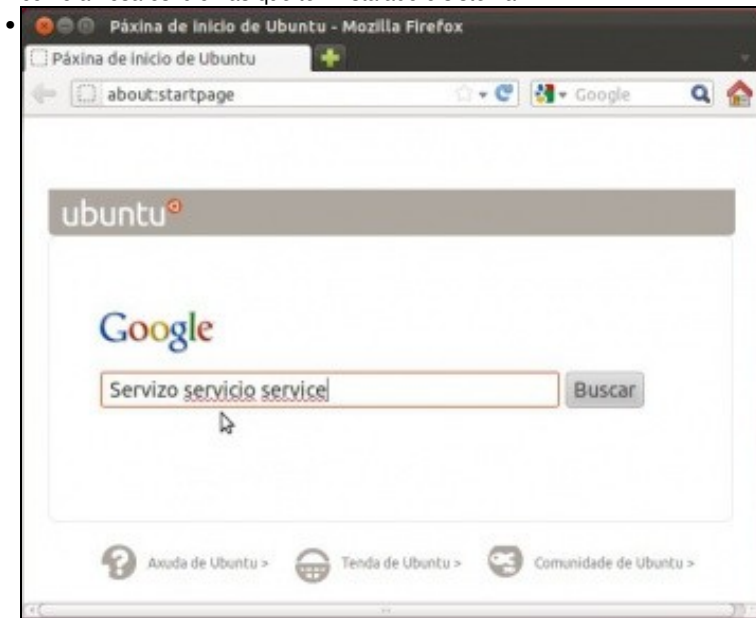 Páxina de inicio de Ubuntu - Mozilla Firefox
Páxina de inicio de Ubuntu
about:startpage
Google
ubuntu
Google
Servizo servicio service
Buscar
Axuda de Ubuntu >
Tenda de Ubuntu >
Comunidade de Ubuntu >